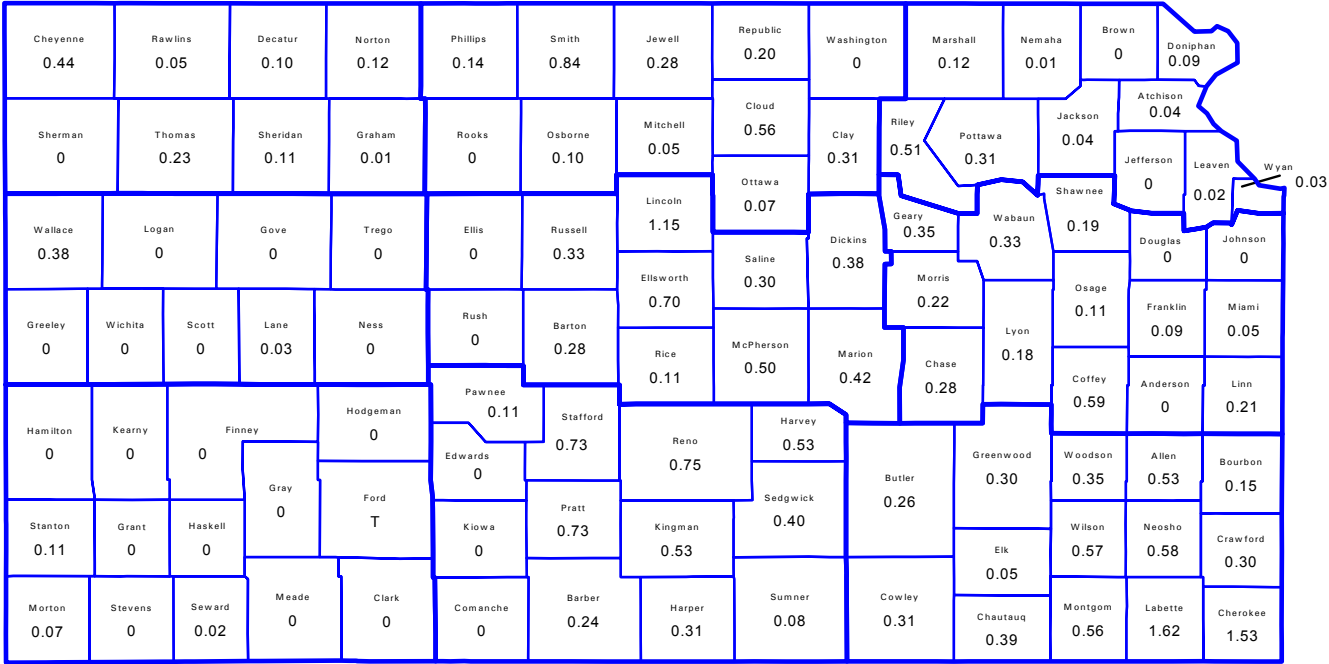 Cheyenne
0.44
Rawlins
0.05
Decatur
0.10
Norton
0.12
Phillips
0.14
Smith
0.84
Jewell
0.28
Republic
0.20
Washington
0
Marshall
0.12
Nemaha
0.01
Brown
0
Doniphan
0.09
Sherman
0
Thomas
0.23
Sheridan
0.11
Graham
0.01
Rooks
0
Osborne
0.10
Mitchell
0.05
Cloud
0.56
Clay
0.31
Riley
0.51
Pottawa
0.31
Jackson
0.04
Atchison
0.04
Jefferson
0
Leaven
0.02
Wyan
0.03
Ottawa
0.07
Wallace
0.38
Logan
0
Gove
0
Trego
0
Ellis
0
Russell
0.33
Lincoln
1.15
Saline
0.30
Dickins
0.38
Geary
0.35
Wabaun
0.33
Shawnee
0.19
Douglas
0
Johnson
0
Ellsworth
0.70
Morris
0.22
Osage
0.11
Franklin
0.09
Miami
0.05
Greeley
0
Wichita
0
Scott
0
Lane
0.03
Ness
0
Rush
0
Barton
0.28
Rice
0.11
McPherson
0.50
Marion
0.42
Chase
0.28
Lyon
0.18
Coffey
0.59
Anderson
0
Linn
0.21
Hamilton
0
Kearny
0
Finney
0
Hodgeman
0
Pawnee
0.11
Stafford
0.73
Reno
0.75
Harvey
0.53
Edwards
0
Gray
0
Ford
T
Sedgwick
0.40
Butler
0.26
Greenwood
0.30
Woodson
0.35
Allen
0.53
Bourbon
0.15
Stanton
0.11
Grant
0
Haskell
0
Kiowa
0
Pratt
0.73
Kingman
0.53
Elk
0.05
Wilson
0.57
Neosho
0.58
Crawford
0.30
Morton
0.07
Stevens
0
Seward
0.02
Meade
0
Clark
0
Comanche
0
Barber
0.24
Harper
0.31
Sumner
0.08
Cowley
0.31
Chautauq
0.39
Montgom
0.56
Labette
1.62
Cherokee
1.53